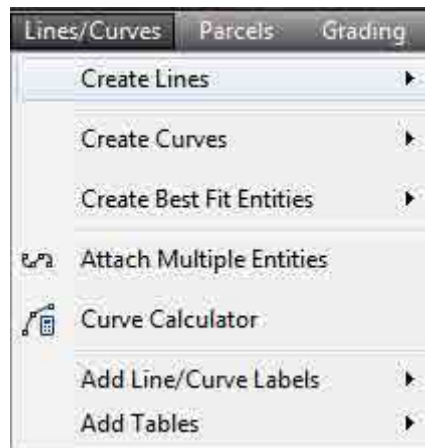 Lines/Curves Parcels Grading
Create Lines
Create Curves
Create Best Fit Entities
Attach Multiple Entities
Curve Calculator
Add Line/Curve Labels
Add Tables